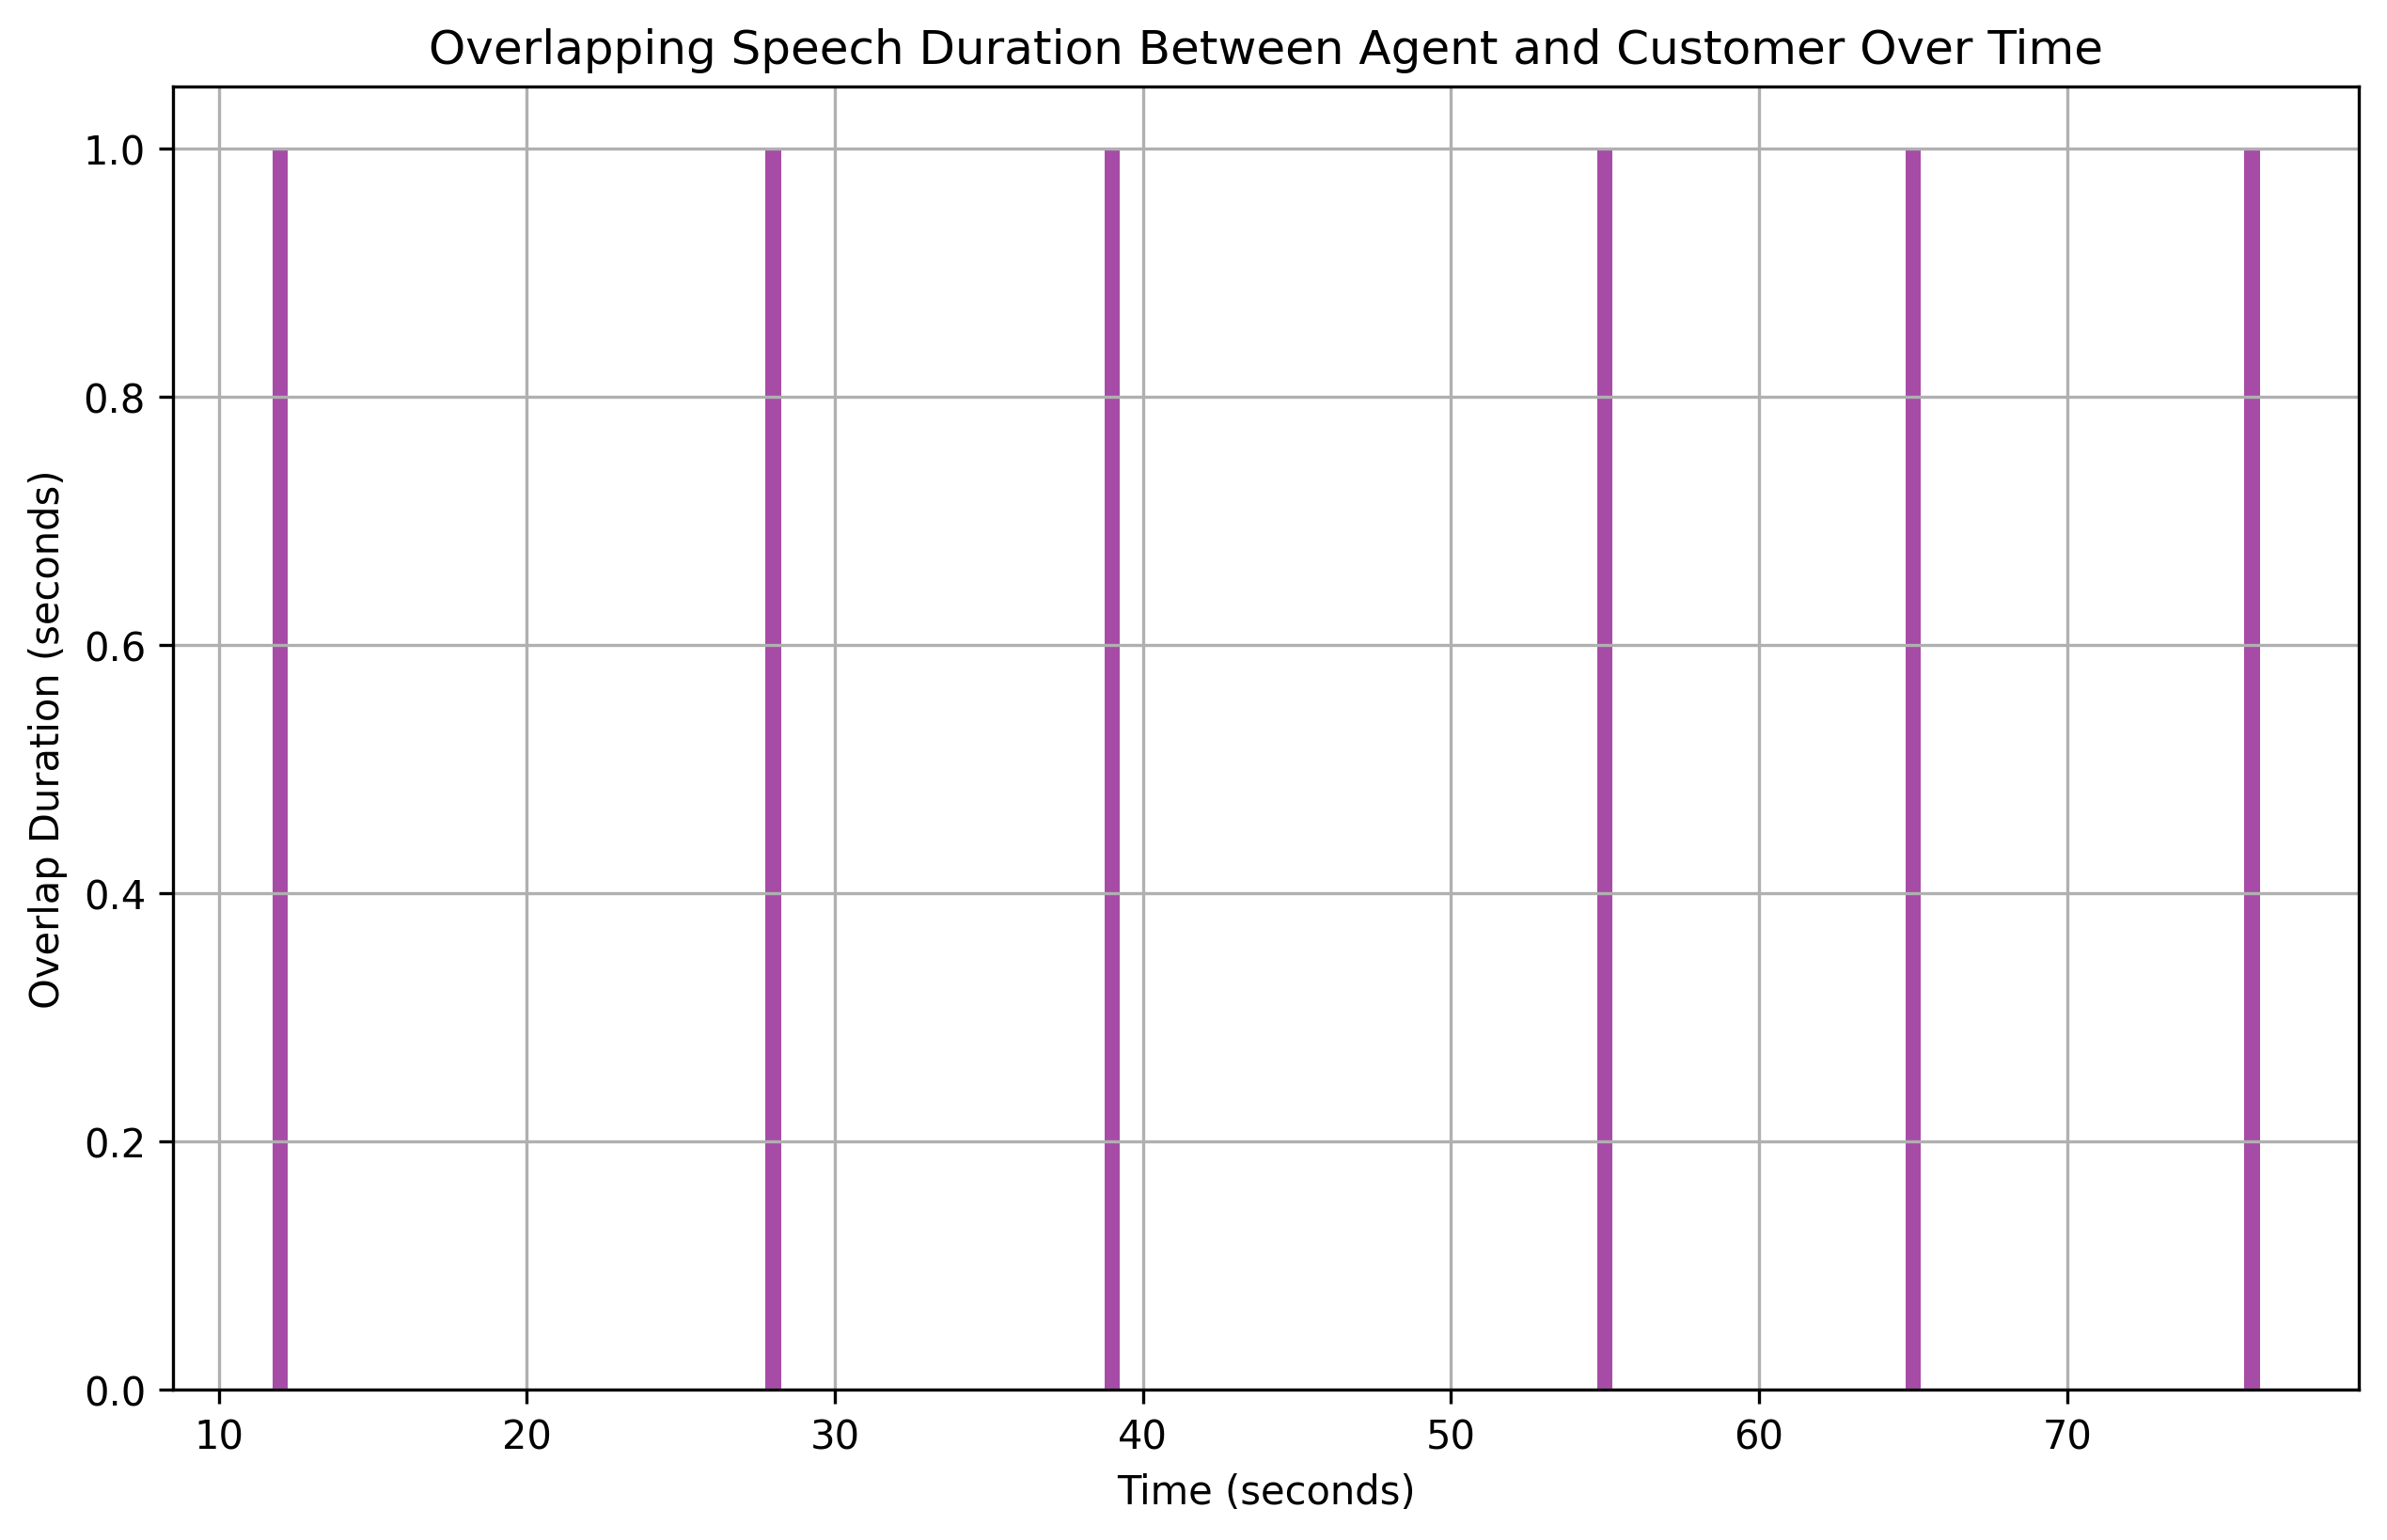 Overlapping Speech Duration Between Agent and Customer Over Time
Overlap Duration (seconds)
1.0
0.8
0.6
0.4
0.2
0.0
10 20 30 40 50 60 70
Time (seconds)